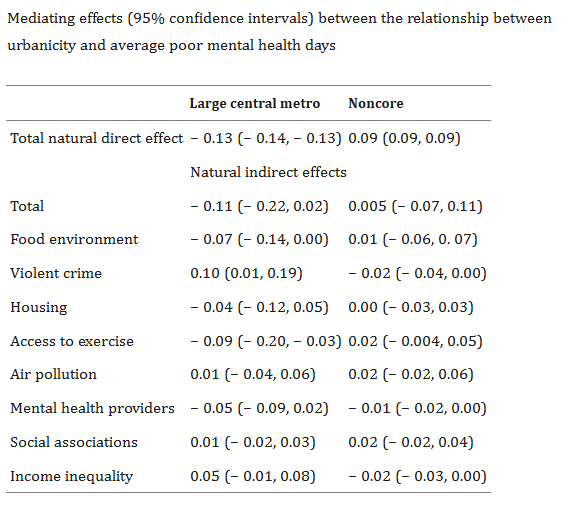 Mediating effects (95% confidence intervals) between the relationship between
urbanicity and average poor mental health days
Large central metro Noncore
Total natural direct effect − 0.13 (− 0.14, − 0.13) 0.09 (0.09, 0.09)
Natural indirect effects
Total − 0.11 (− 0.22, 0.02) 0.005 (− 0.07, 0.11)
Food environment − 0.07 (− 0.14, 0.00) 0.01 (− 0.06, 0. 07)
Violent crime 0.10 (0.01, 0.19) − 0.02 (− 0.04, 0.00)
Housing − 0.04 (− 0.12, 0.05) 0.00 (− 0.03, 0.03)
Access to exercise − 0.09 (− 0.20, − 0.03) 0.02 (− 0.004, 0.05)
Air pollution 0.01 (− 0.04, 0.06) 0.02 (− 0.02, 0.06)
Mental health providers − 0.05 (− 0.09, 0.02) − 0.01 (− 0.02, 0.00)
Social associations 0.01 (− 0.02, 0.03) 0.02 (− 0.02, 0.04)
Income inequality 0.05 (− 0.01, 0.08) − 0.02 (− 0.03, 0.00)